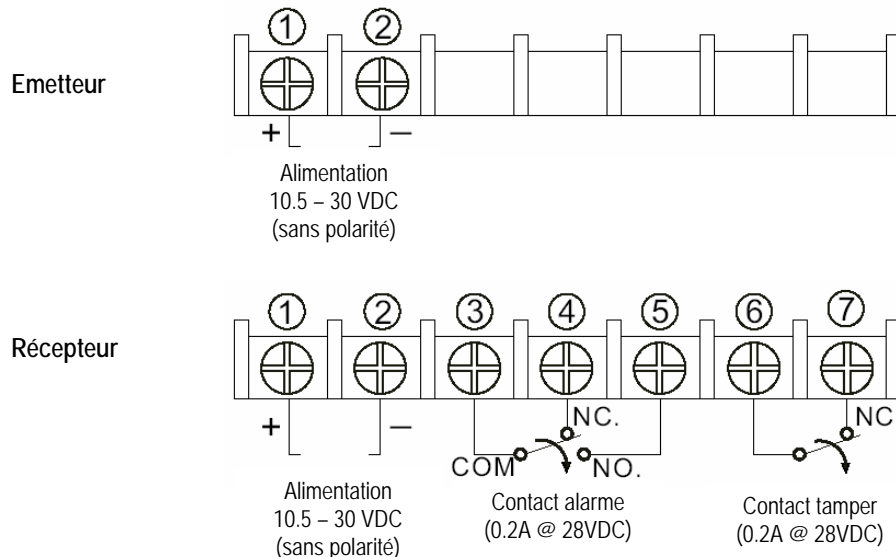 ① ②
Emetteur
+ –
Alimentation
10.5 – 30 VDC
(sans polarité)
① ② ③ ④ ⑤ ⑥ ⑦
Récepteur
+ –
COM NC. NO.
NC
Alimentation
10.5 – 30 VDC
(sans polarité)
Contact alarme
(0.2A @ 28VDC)
Contact tamper
(0.2A @ 28VDC)